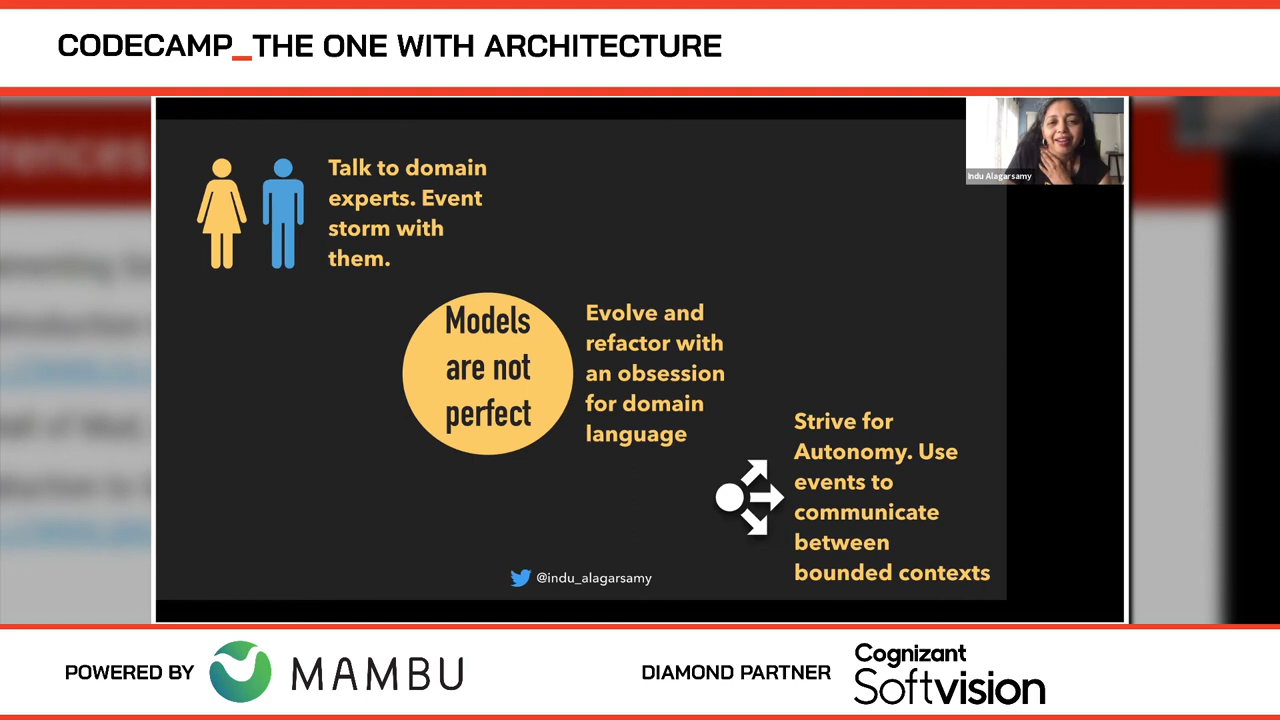 CODECAMP_THE ONE WITH ARCHITECTURE
Indu Alagarsamy
Talk to domain
experts. Event
storm with
them.
Models
are not
perfect
Evolve and
refactor with
an obsession
for domain
language
Strive for
Autonomy. Use
events to
communicate
between
bounded contexts
@indu_alagarsamy
POWERED BY MAMBU
DIAMOND PARTNER
Cognizant
Softvision